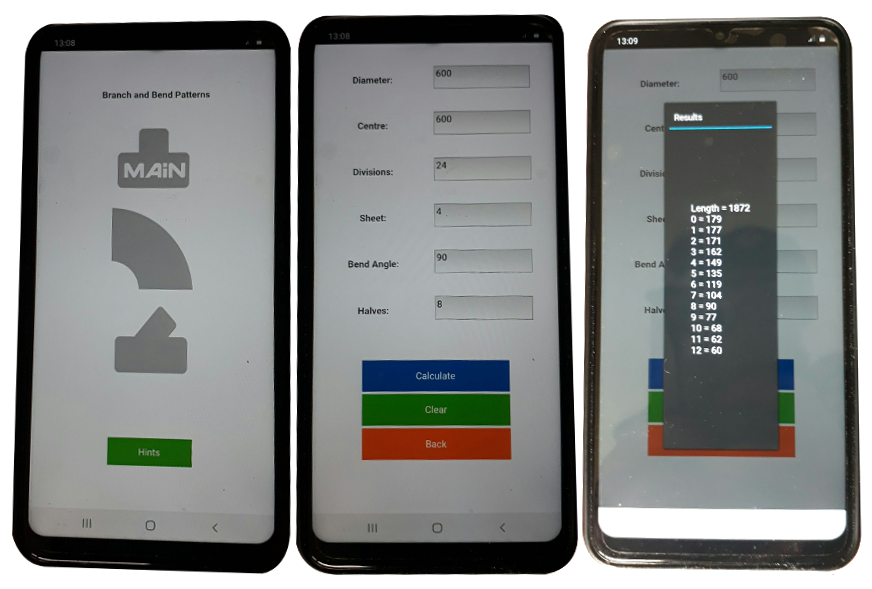 13:08
Branch and Bend Patterns
MAiN
Hints
13:08
Diameter:
600
Centre:
600
Divisions:
24
Sheet:
4
Bend Angle:
90
Halves:
8
Calculate
Clear
Back
13:09
Diameter:
600
Cent
Divisi
Shee
Bend A
Halv
Results
Length = 1872
0 = 179
1 = 177
2 = 171
3 = 162
4 = 149
5 = 135
6 = 119
7 = 104
8 = 90
9 = 77
10 = 68
11 = 62
12 = 60